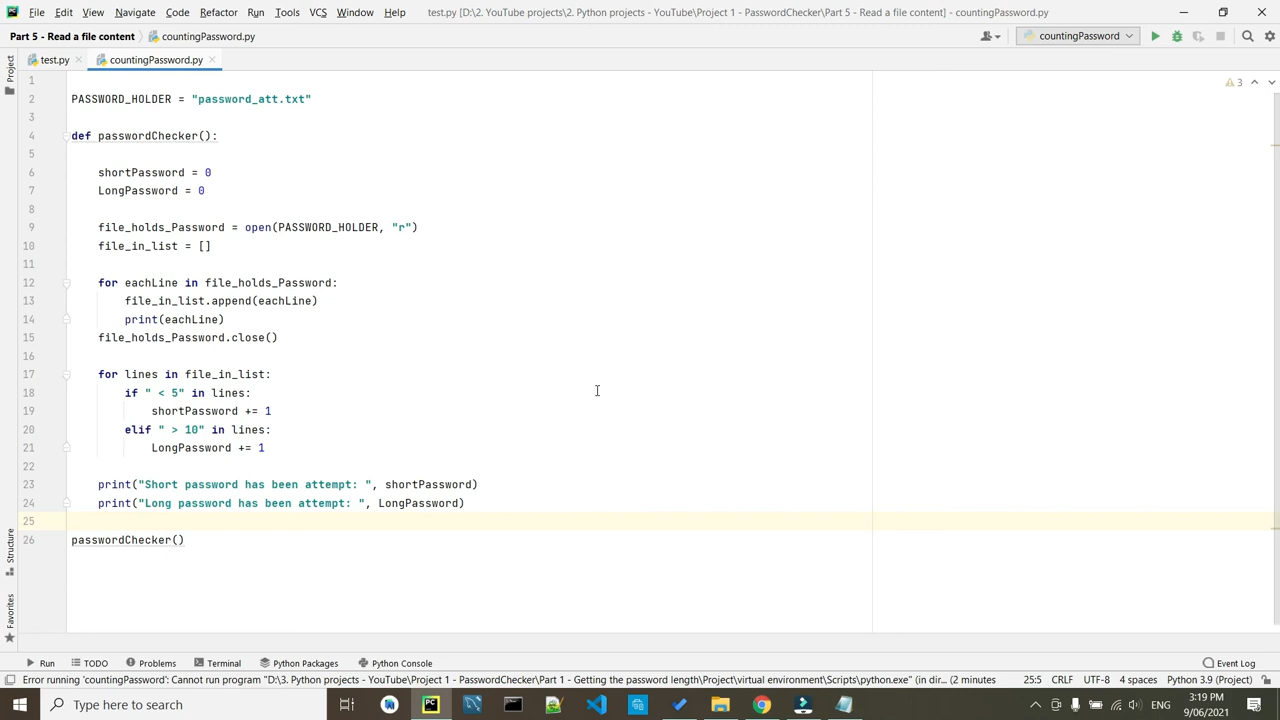 File Edit View Navigate Code Refactor Run Tools VCS Window Help test.py [D:\2. YouTube projects\2. Python projects - YouTube\Project 1 - PasswordChecker\Part 5 - Read a file content] - countingPassword.py
Part 5 - Read a file content countingPassword.py countingPassword
test.py countingPassword.py
Project
1
3
2 PASSWORD_HOLDER = "password_att.txt"
3
4 def passwordChecker():
5
6 shortPassword = 0
7 LongPassword = 0
8
9 file_holds_Password = open(PASSWORD_HOLDER, "r")
10 file_in_list = []
11
12 for eachLine in file_holds_Password:
13 file_in_list.append(eachLine)
14 print(eachLine)
15 file_holds_Password.close()
16
17 for lines in file_in_list:
18 if " < 5" in lines:
19 shortPassword += 1
20 elif " > 10" in lines:
21 LongPassword += 1
22
23 print("Short password has been attempt: ", shortPassword)
24 print("Long password has been attempt: ", LongPassword)
25
26 passwordChecker()
Structure
Favorites
Run TODO Problems Terminal Python Packages Python Console Event Log
Error running 'countingPassword': Cannot run program "D:\3. Python projects - YouTube\Project 1 - PasswordChecker\Part 1 - Getting the password length\Project\virtual environment\Scripts\python.exe" (in dir... (2 minutes 25:5 CRLF UTF-8 4 spaces Python 3.9 (Project)
Type here to search
3:19 PM
9/06/2021